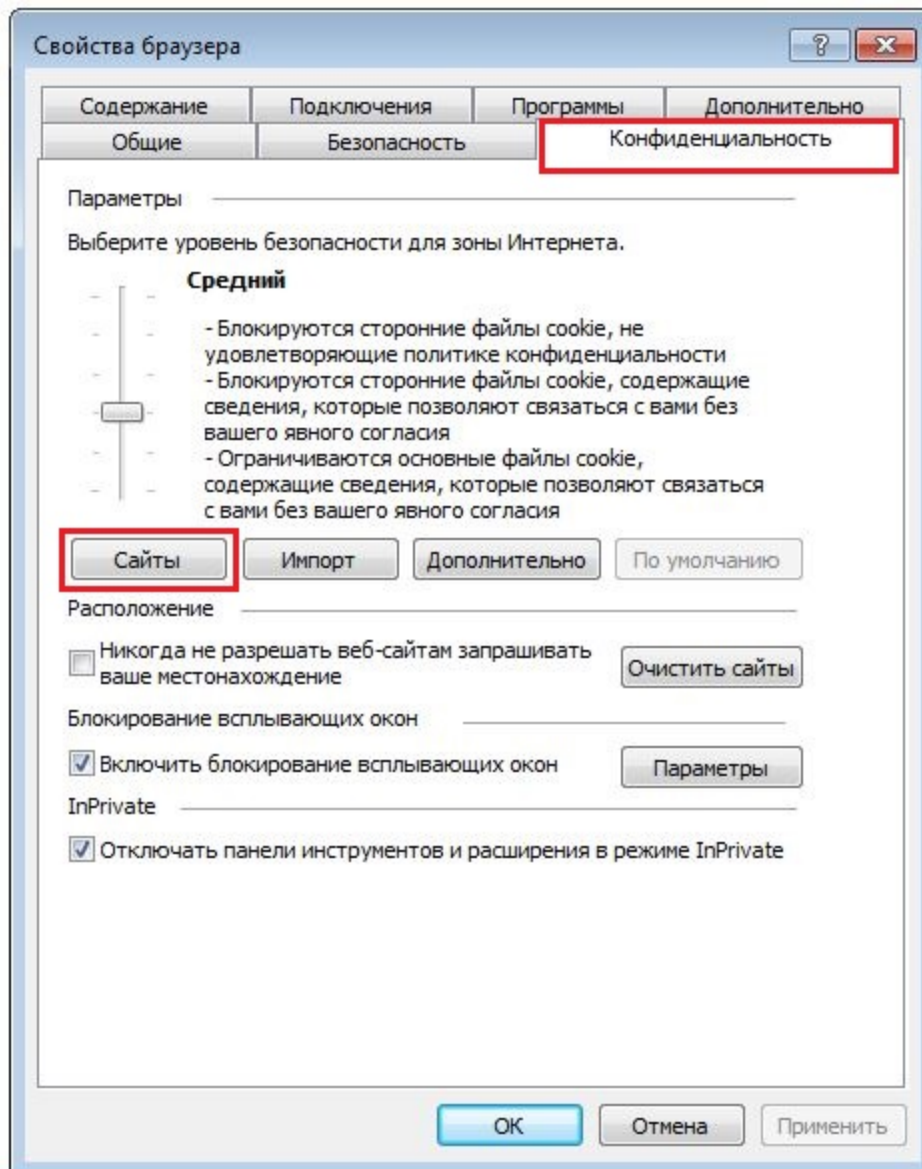 Свойства браузера
Содержание Подключения Программы Дополнительно
Общие Безопасность Конфиденциальность
Параметры
Выберите уровень безопасности для зоны Интернета.
Средний
- Блокируются сторонние файлы cookie, не
удовлетворяющие политике конфиденциальности
- Блокируются сторонние файлы cookie, содержащие
сведения, которые позволяют связаться с вами без
вашего явного согласия
- Ограничиваются основные файлы cookie,
содержащие сведения, которые позволяют связаться
с вами без вашего явного согласия
Сайты Импорт Дополнительно По умолчанию
Расположение
Никогда не разрешать веб-сайтам запрашивать
ваше местонахождение
Очистить сайты
Блокирование всплывающих окон
Включить блокирование всплывающих окон Параметры
InPrivate
Отключать панели инструментов и расширения в режиме InPrivate
ОК Отмена Применить